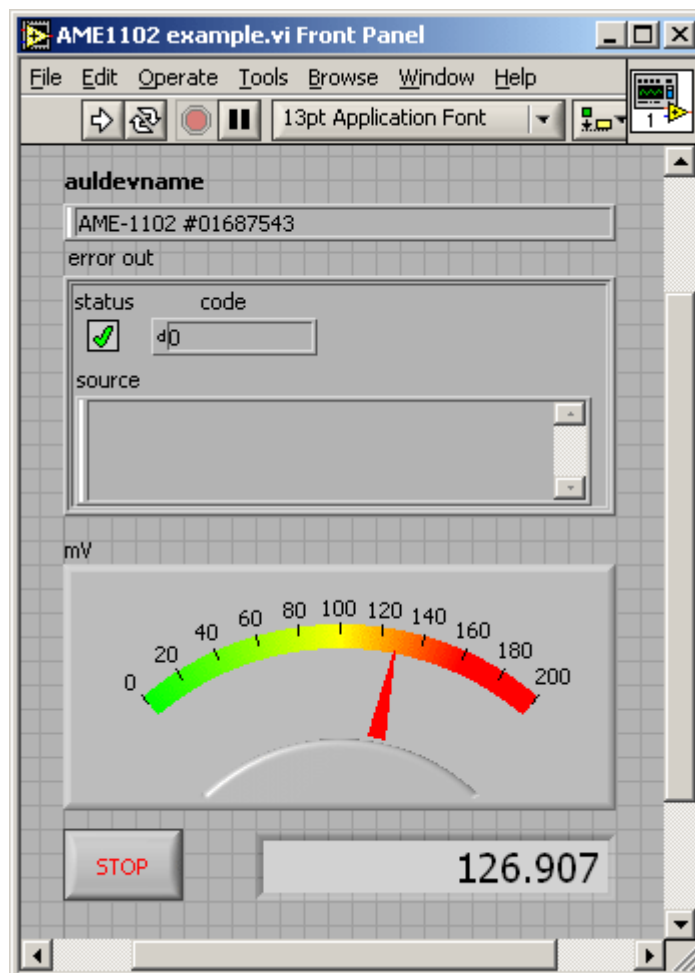 AME1102 example.vi Front Panel
File Edit Operate Tools Browse Window Help
13pt Application Font
1
auldevname
AME-1102 #01687543
error out
status code
d0
source
mV
0 20 40 60 80 100 120 140 160 180 200
STOP
126.907